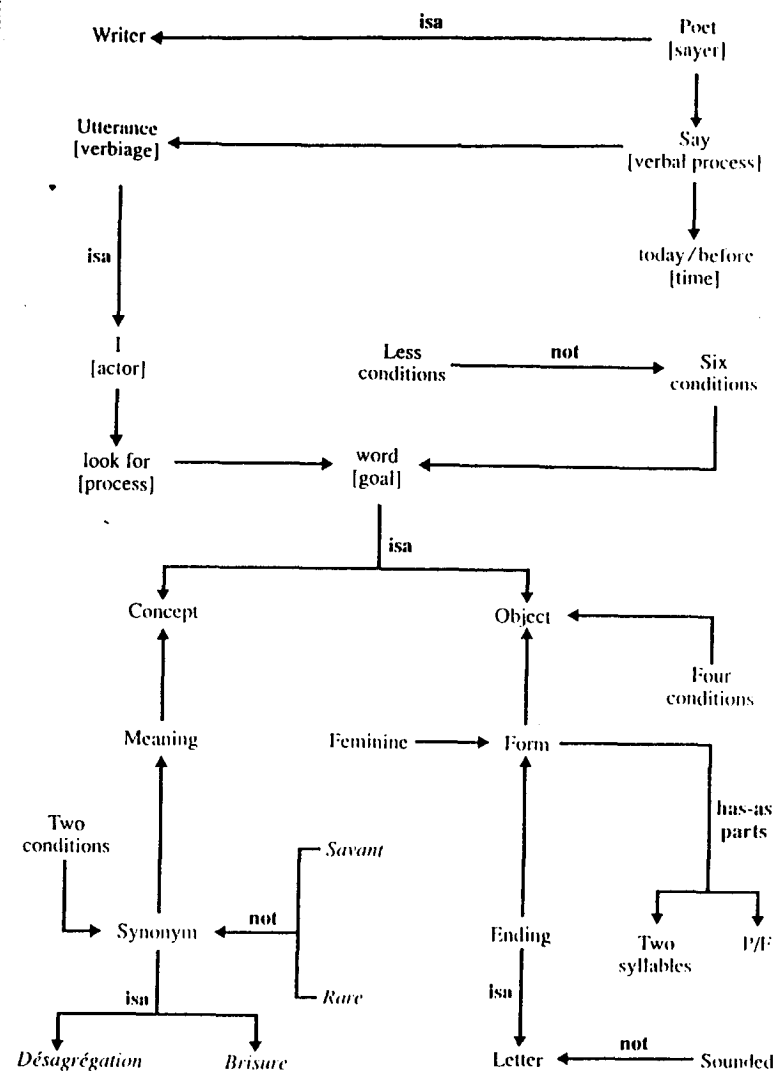 isa
Writer
Poet
[sayer]
Utterance
[verbiage]
Say
[verbal process]
isa
today/before
[time]
I
[actor]
Less
conditions
not
Six
conditions
look for
[process]
word
[goal]
isa
Concept
Object
Four
conditions
Meaning
Feminine
Form
has-as
parts
Two
conditions
Savant
Synonym
not
Ending
Two
syllables
P/F
Rare
isa
isa
Désagrégation
Brisure
Letter
not
Sounded